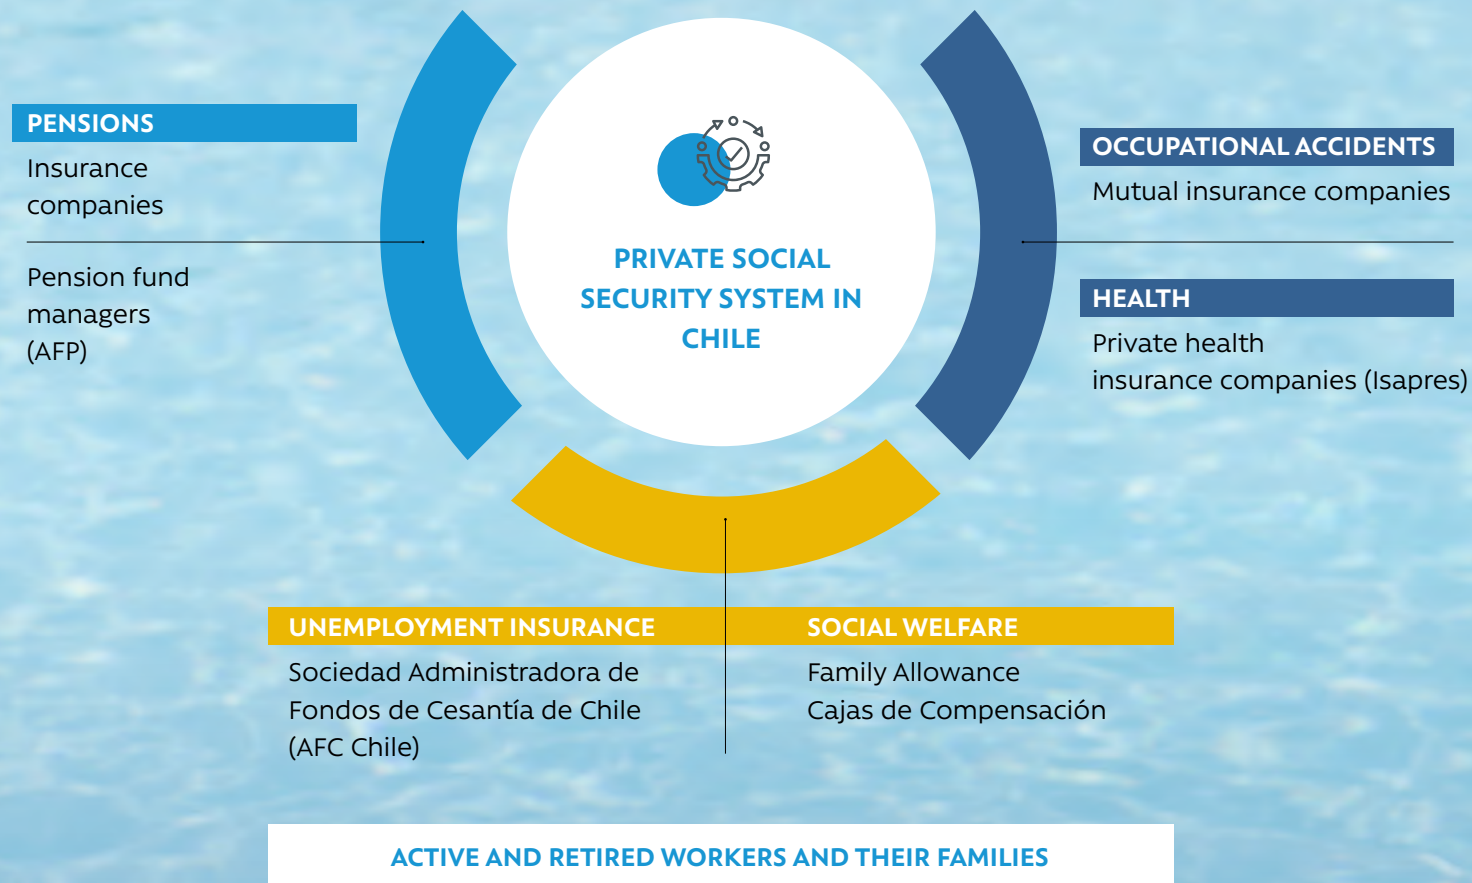 PENSIONS
Insurance
companies
Pension fund
managers
(AFP)
PRIVATE SOCIAL
SECURITY SYSTEM IN
CHILE
OCCUPATIONAL ACCIDENTS
Mutual insurance companies
HEALTH
Private health
insurance companies (Isapres)
UNEMPLOYMENT INSURANCE
Sociedad Administradora de
Fondos de Cesantía de Chile
(AFC Chile)
SOCIAL WELFARE
Family Allowance
Cajas de Compensación
ACTIVE AND RETIRED WORKERS AND THEIR FAMILIES